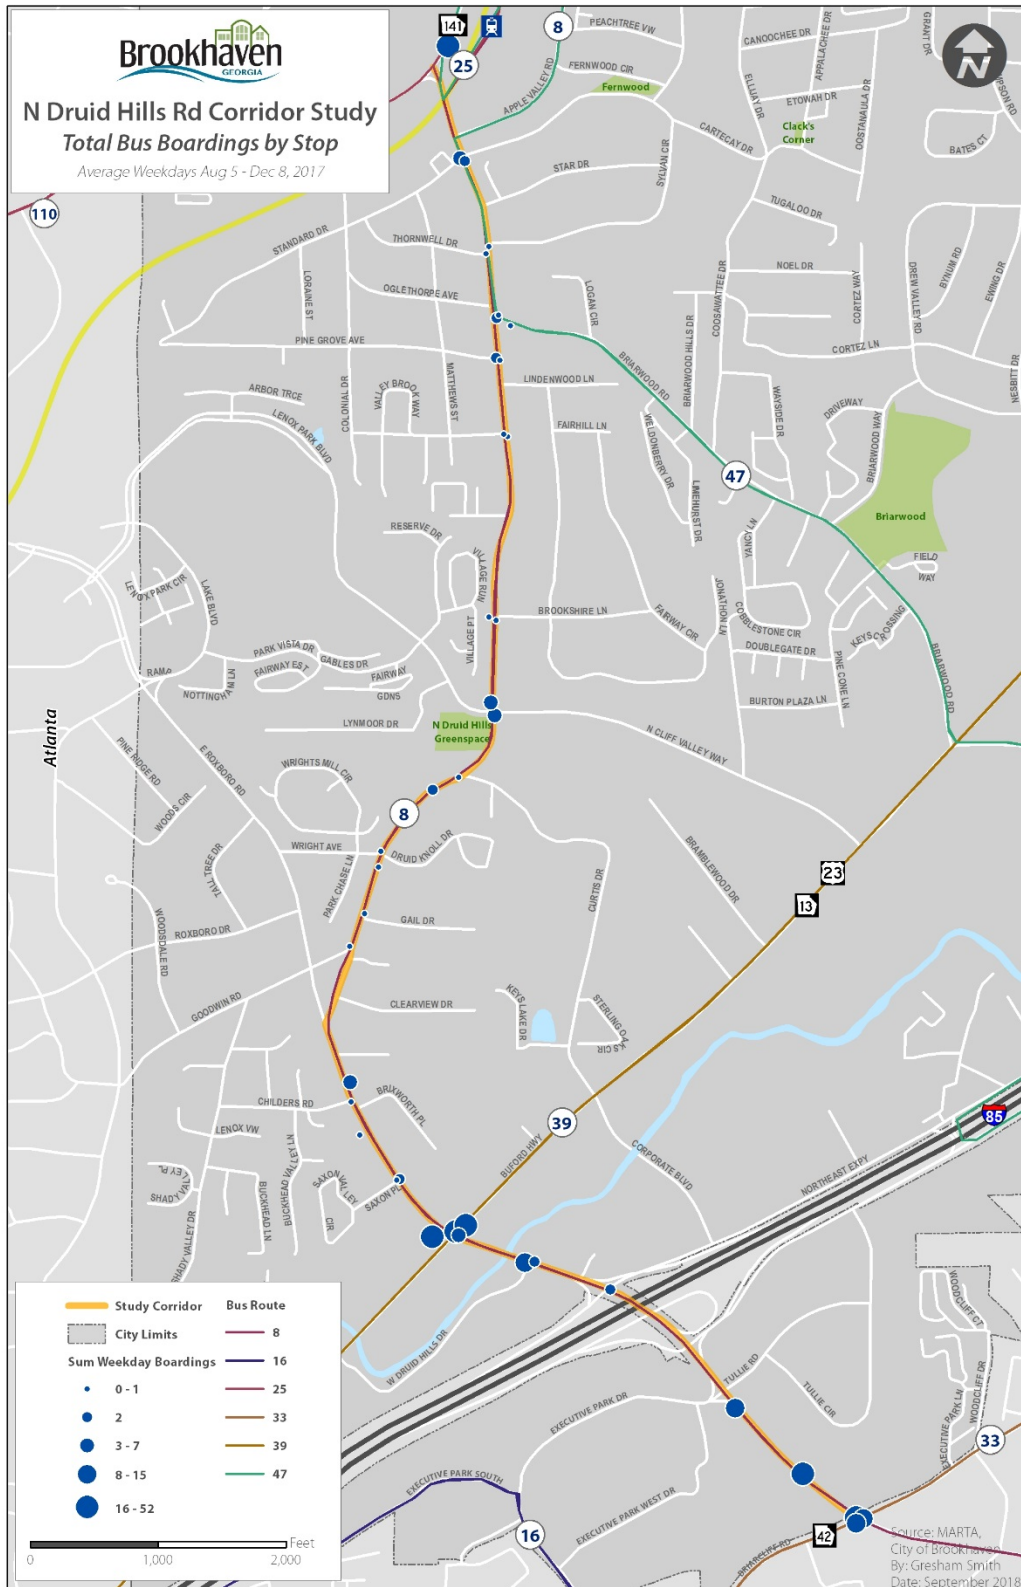 Brookhaven
GEORGIA
N Druid Hills Rd Corridor Study
Total Bus Boardings by Stop
Average Weekdays Aug 5 - Dec 8, 2017
141
25
8
N
110
PEACHTREE VW
CANOOCHEE DR
APPALACHEE DR
GRANT DR
FERNWOOD CIR
Fernwood
APPLE VALLEY RD
ELLIJAY DR
ETOWAH DR
OOSTANAULA DR
Clack's
Corner
CARTECAY DR
BATES CT
STAR DR
SYLVAN CIR
TUGALOO DR
STANDARD DR
THORNWELL DR
LORAINE ST
OGLETHORPE AVE
LOGAN CIR
COOSAWATTEE DR
NOEL DR
CORTEZ WAY
DREW VALLEY RD
BYNUM RD
EWING DR
PINE GROVE AVE
COLONIAL DR
MATTHEWS ST
BRIARWOOD RD
BRIARWOOD HILLS DR
CORTEZ LN
NESBITT DR
LINDENWOOD LN
ARBOR TRCE
VALLEY BROOK WAY
LENOX PARK BLVD
FAIRHILL LN
WELDONBERRY DR
WAYSIDE DR
DRIVEWAY
BRIARWOOD WAY
47
LIMEHURST DR
Briarwood
RESERVE DR
VILLAGE RUN
YANCY LN
FIELD
WAY
LENOX PARK CIR
LAKE BLVD
BROOKSHIRE LN
FAIRWAY CIR
JONATHON LN
COBBLESTONE CIR
KEYS CROSSING
VILLAGE PT
PARK VISTA DR
DOUBLEGATE DR
RAMP
FAIRWAY EST
GABLES DR
FAIRWAY
GDNS
NOTTINGHAM LN
PINE CONE LN
BRIARWOOD RD
BURTON PLAZA LN
LYNMOOR DR
N Druid Hills
Greenspace
N CLIFF VALLEY WAY
Atlanta
E ROXBORO RD
PINE RIDGE RD
WRIGHTS MILL CIR
WOODS CIR
8
WRIGHT AVE
DRUID KNOLL DR
TALL TREE DR
PARK CHASE LN
CURTIS DR
BRAMBLEWOOD DR
23
13
WOODSDALE RD
ROXBORO DR
GAIL DR
GOODWIN RD
CLEARVIEW DR
KEYS LAKE DR
STERLING OAKS CIR
BRIXWORTH PL
CHILDERS RD
LENOX VW
39
BUFORD HWY
CORPORATE BLVD
85
NORTHEAST EXPY
SHADY VALLEY PL
BUCKHEAD VALLEY LN
SAXON VALLEY
CIR
SAXON PL
BUCKHEAD LN
SHADY VALLEY DR
W DRUID HILLS DR
WOODCLIFF CT
WOODCLIFF DR
EXECUTIVE PARK LN
TULLIE RD
TULLIE CIR
EXECUTIVE PARK DR
33
EXECUTIVE PARK SOUTH
EXECUTIVE PARK WEST DR
16
42
BRIARCLIFF RD
Study Corridor
City Limits
Sum Weekday Boardings
0 - 1
2
3 - 7
8 - 15
16 - 52
Bus Route
8
16
25
33
39
47
Feet
0
1,000
2,000
Source: MARTA,
City of Brookhaven
By: Gresham Smith
Date: September 2018